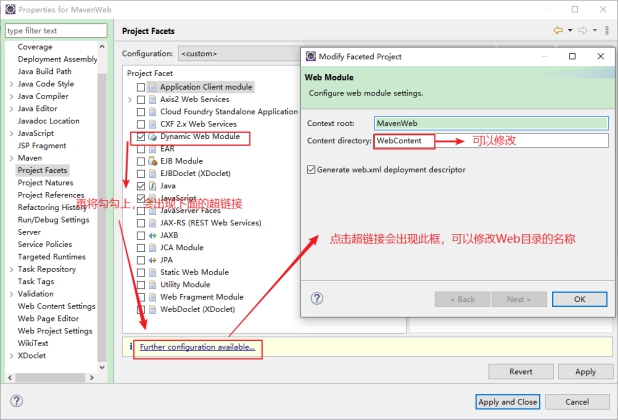 Properties for MavenWeb
type filter text
Coverage
Deployment Assembly
Java Build Path
Java Code Style
Java Compiler
Java Editor
Javadoc Location
JavaScript
JSP Fragment
Maven
Project Facets
Project Natures
Project References
Refactoring History
Run/Debug Settings
Server
Service Policies
Targeted Runtimes
Task Repository
Task Tags
Validation
Web Content Settings
Web Page Editor
Web Project Settings
WikiText
XDoclet
Project Facets
Configuration: <custom>
Project Facet
Application Client module
Axis2 Web Services
Cloud Foundry Standalone Application
CXF 2.x Web Services
Dynamic Web Module
EAR
EJB Module
EJBDoclet (XDoclet)
Java
JavaScript
JavaServer Faces
JAX-RS (REST Web Services)
JAXB
JCA Module
JPA
Static Web Module
Utility Module
Web Fragment Module
WebDoclet (XDoclet)
再将勾勾上，会出现下面的超链接
Further configuration available...
Modify Faceted Project
Web Module
Configure web module settings.
Context root: MavenWeb
Content directory: WebContent
可以修改
Generate web.xml deployment descriptor
点击超链接会出现此框，可以修改Web目录的名称
< Back
Next >
OK
Revert
Apply
Apply and Close
Cancel